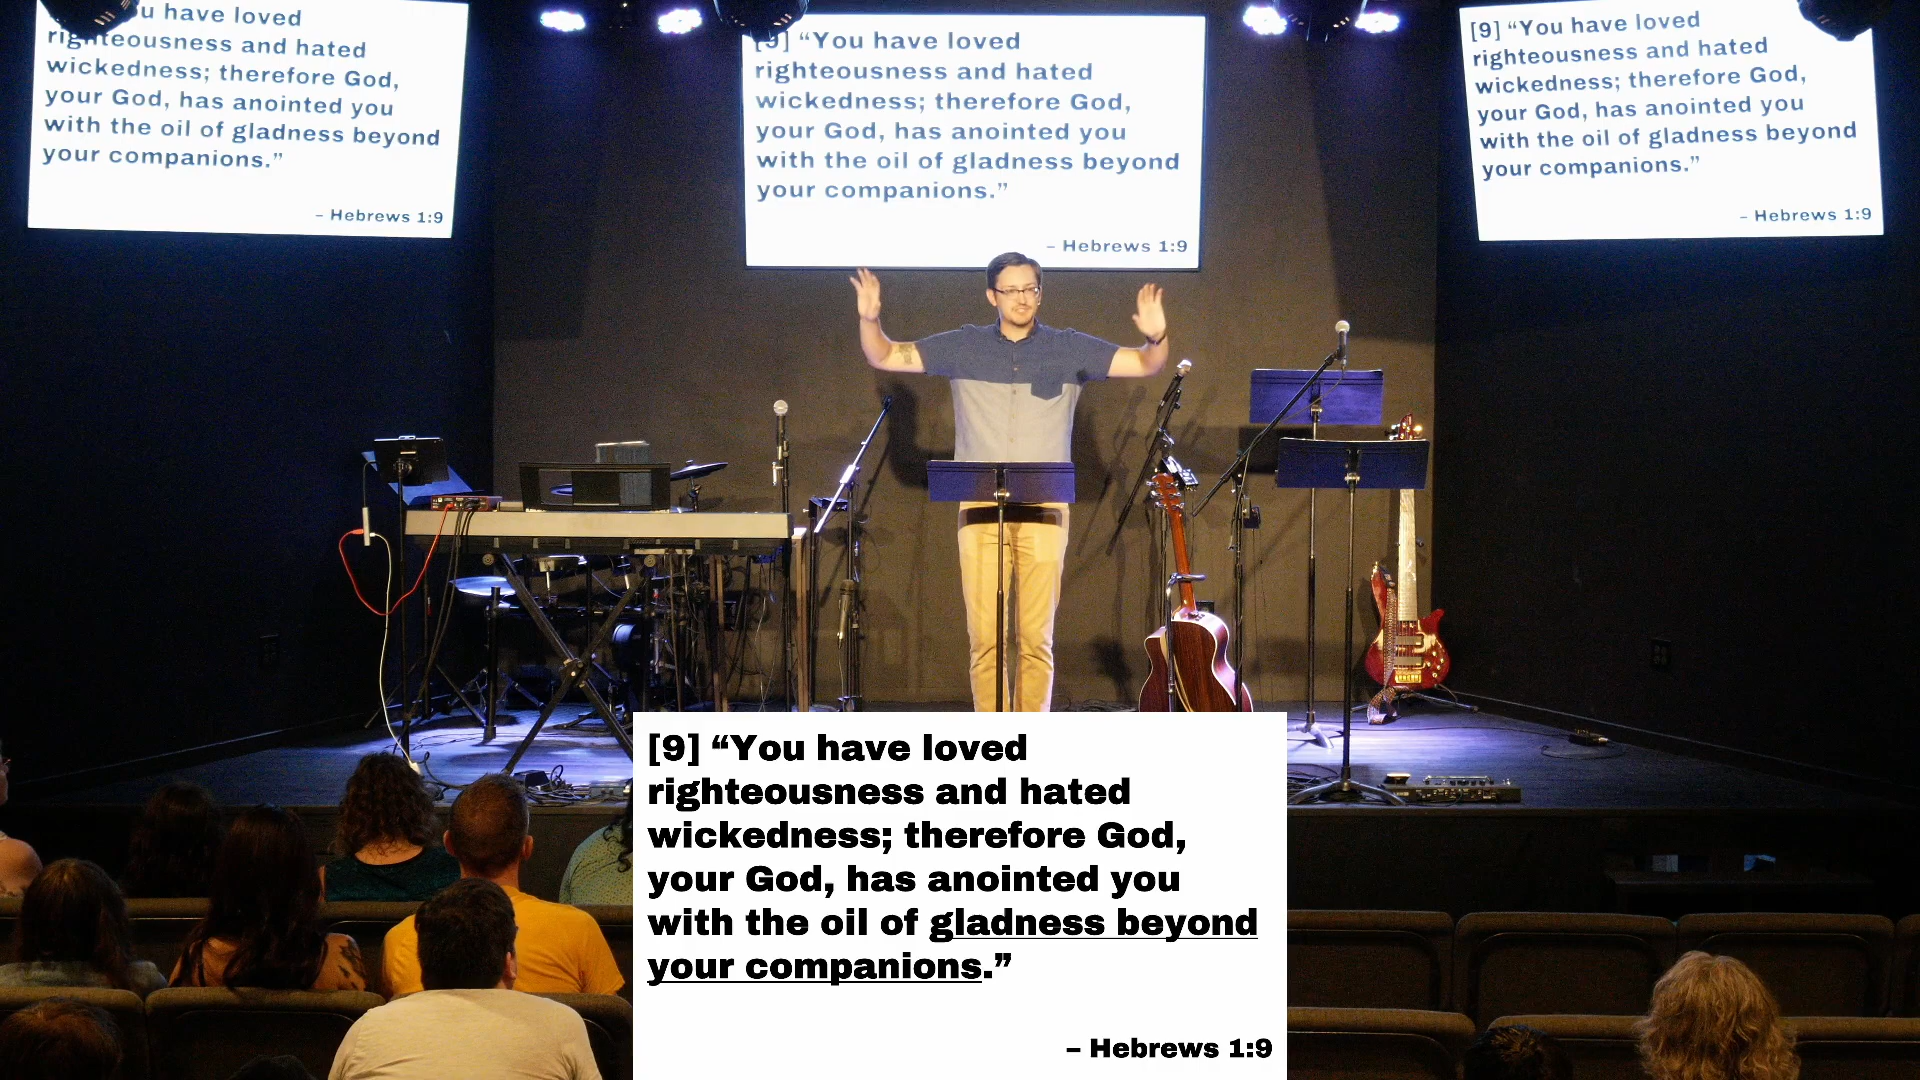 u have loved
righteousness and hated
wickedness; therefore God,
your God, has anointed you
with the oil of gladness beyond
your companions.”
– Hebrews 1:9
[9] “You have loved
righteousness and hated
wickedness; therefore God,
your God, has anointed you
with the oil of gladness beyond
your companions.”
– Hebrews 1:9
[9] “You have loved
righteousness and hated
wickedness; therefore God,
your God, has anointed you
with the oil of gladness beyond
your companions.”
– Hebrews 1:9
[9] “You have loved
righteousness and hated
wickedness; therefore God,
your God, has anointed you
with the oil of gladness beyond
your companions.”
– Hebrews 1:9